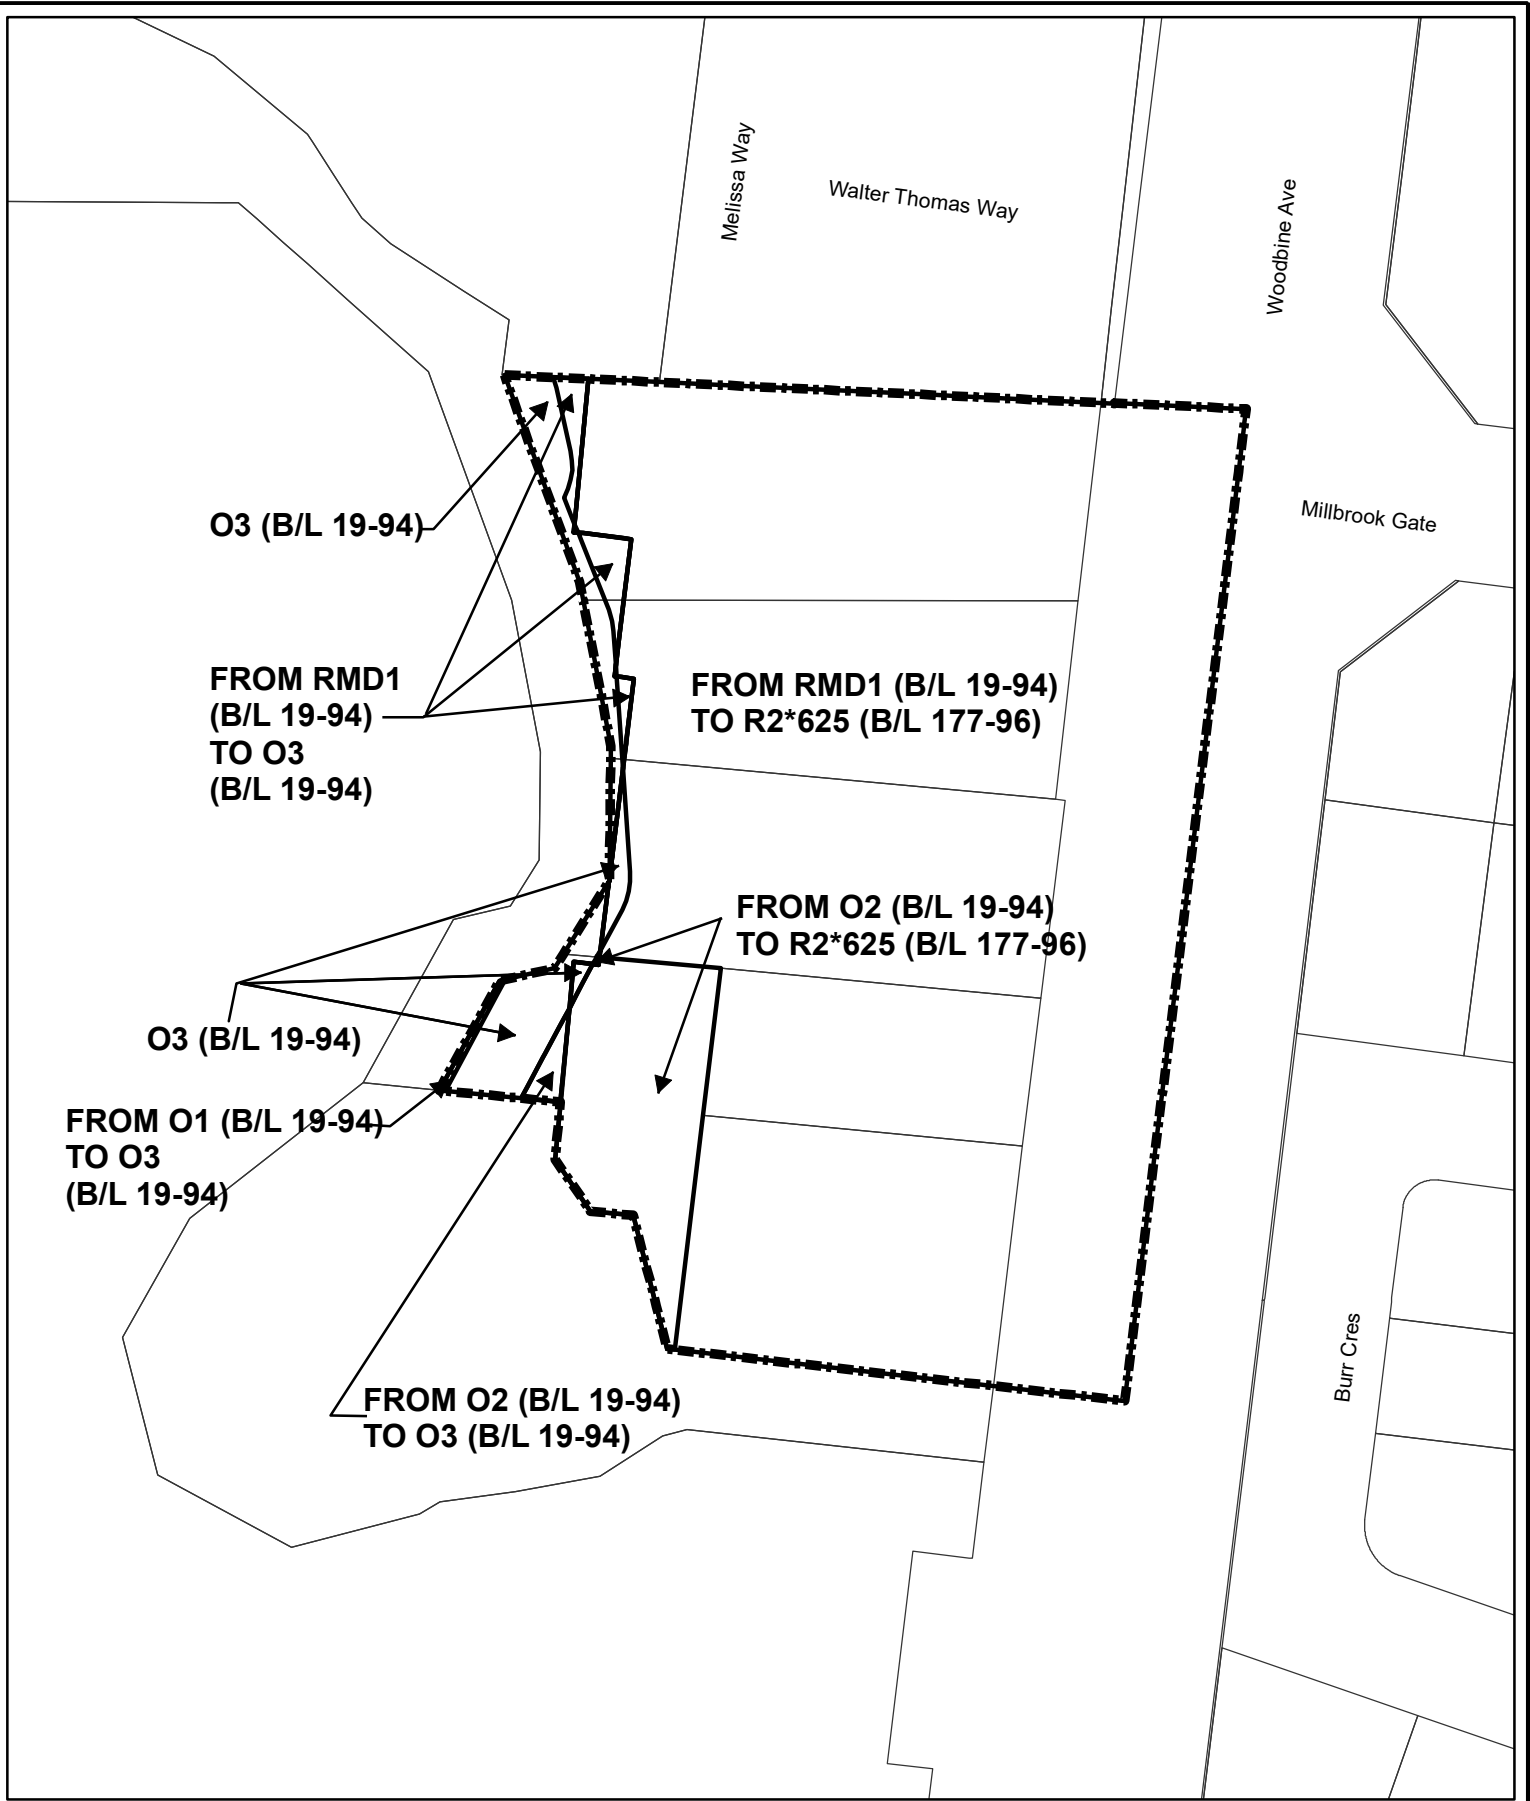 Melissa Way
Walter Thomas Way
Woodbine Ave
Millbrook Gate
O3 (B/L 19-94)
FROM RMD1
(B/L 19-94)
TO O3
(B/L 19-94)
FROM RMD1 (B/L 19-94)
TO R2*625 (B/L 177-96)
FROM O2 (B/L 19-94)
TO R2*625 (B/L 177-96)
O3 (B/L 19-94)
FROM O1 (B/L 19-94)
TO O3
(B/L 19-94)
Burr Cres
FROM O2 (B/L 19-94)
TO O3 (B/L 19-94)